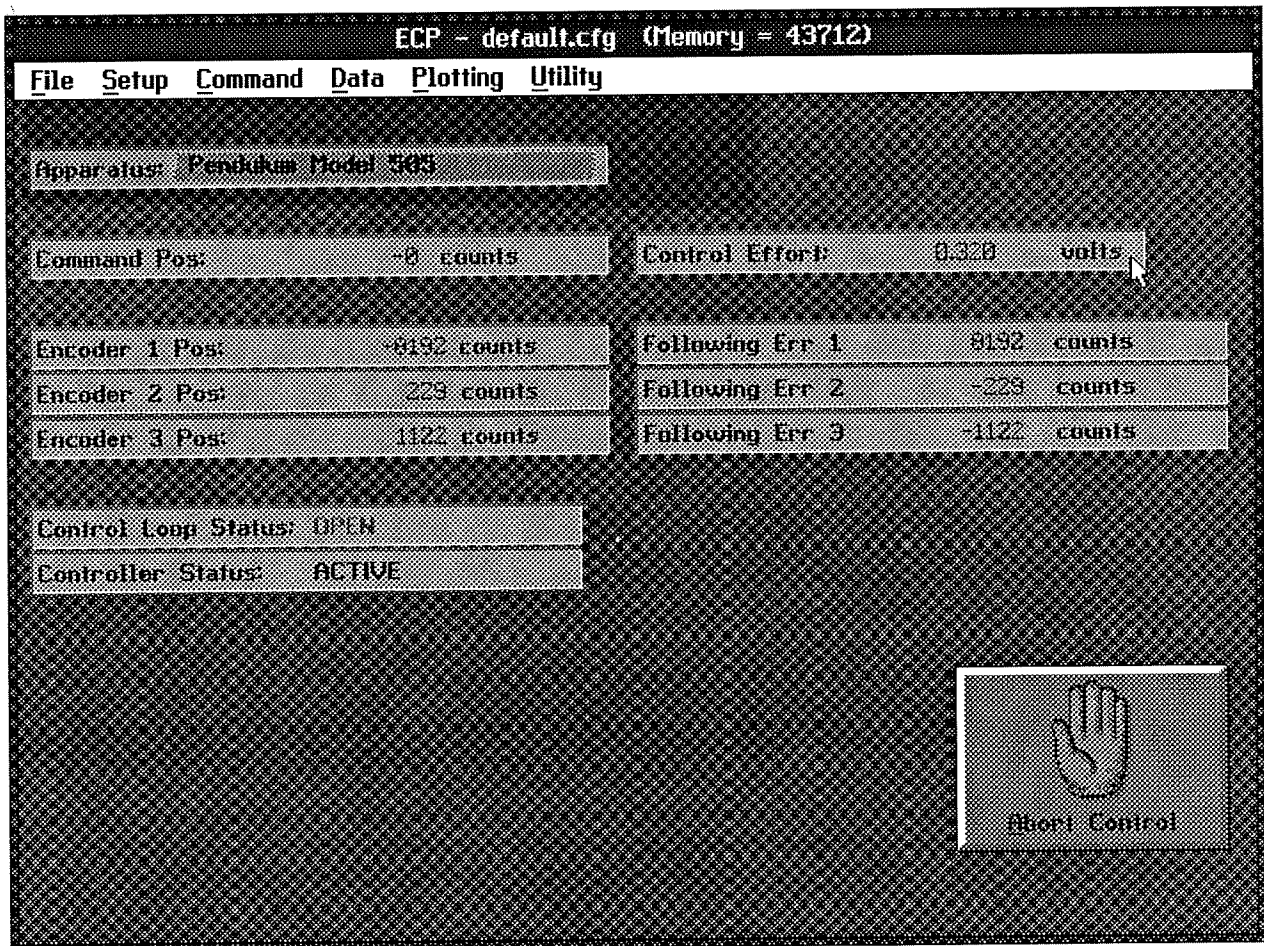 ECP - default.cfg (Memory = 43712)
File Setup Command Data Plotting Utility
Apparatus: Pendulum Model 505
Command Pos: -0 counts Control Effort: 0.320 volts
Encoder 1 Pos: -8192 counts Following Err 1 8192 counts
Encoder 2 Pos: 229 counts Following Err 2 -229 counts
Encoder 3 Pos: 1122 counts Following Err 3 -1122 counts
Control Loop Status: OPEN
Controller Status: ACTIVE
Abort Control